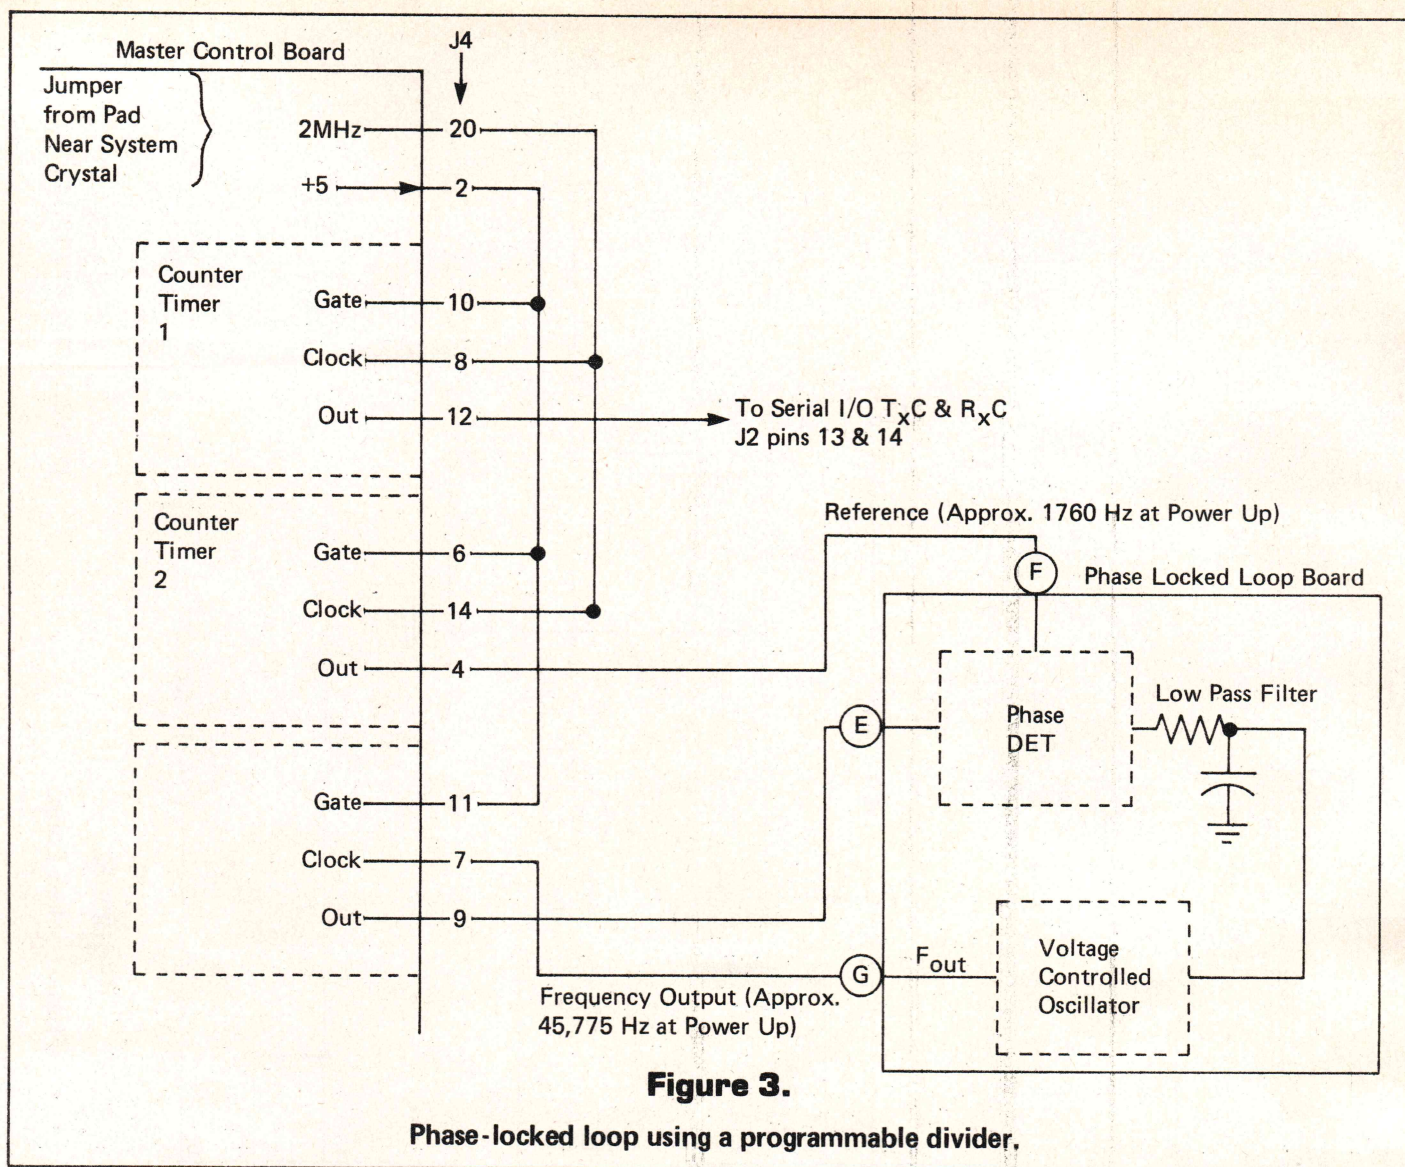 Master Control Board
J4
Jumper
from Pad
Near System
Crystal
2MHz 20
+5 2
Counter
Timer
1
Gate 10
Clock 8
Out 12
To Serial I/O TxC & RxC
J2 pins 13 & 14
Counter
Timer
2
Gate 6
Clock 14
Out 4
Reference (Approx. 1760 Hz at Power Up)
F
Phase Locked Loop Board
E
Phase
DET
Low Pass Filter
Gate 11
Clock 7
Out 9
G
Fout
Voltage
Controlled
Oscillator
Frequency Output (Approx.
45,775 Hz at Power Up)
Figure 3.
Phase-locked loop using a programmable divider.